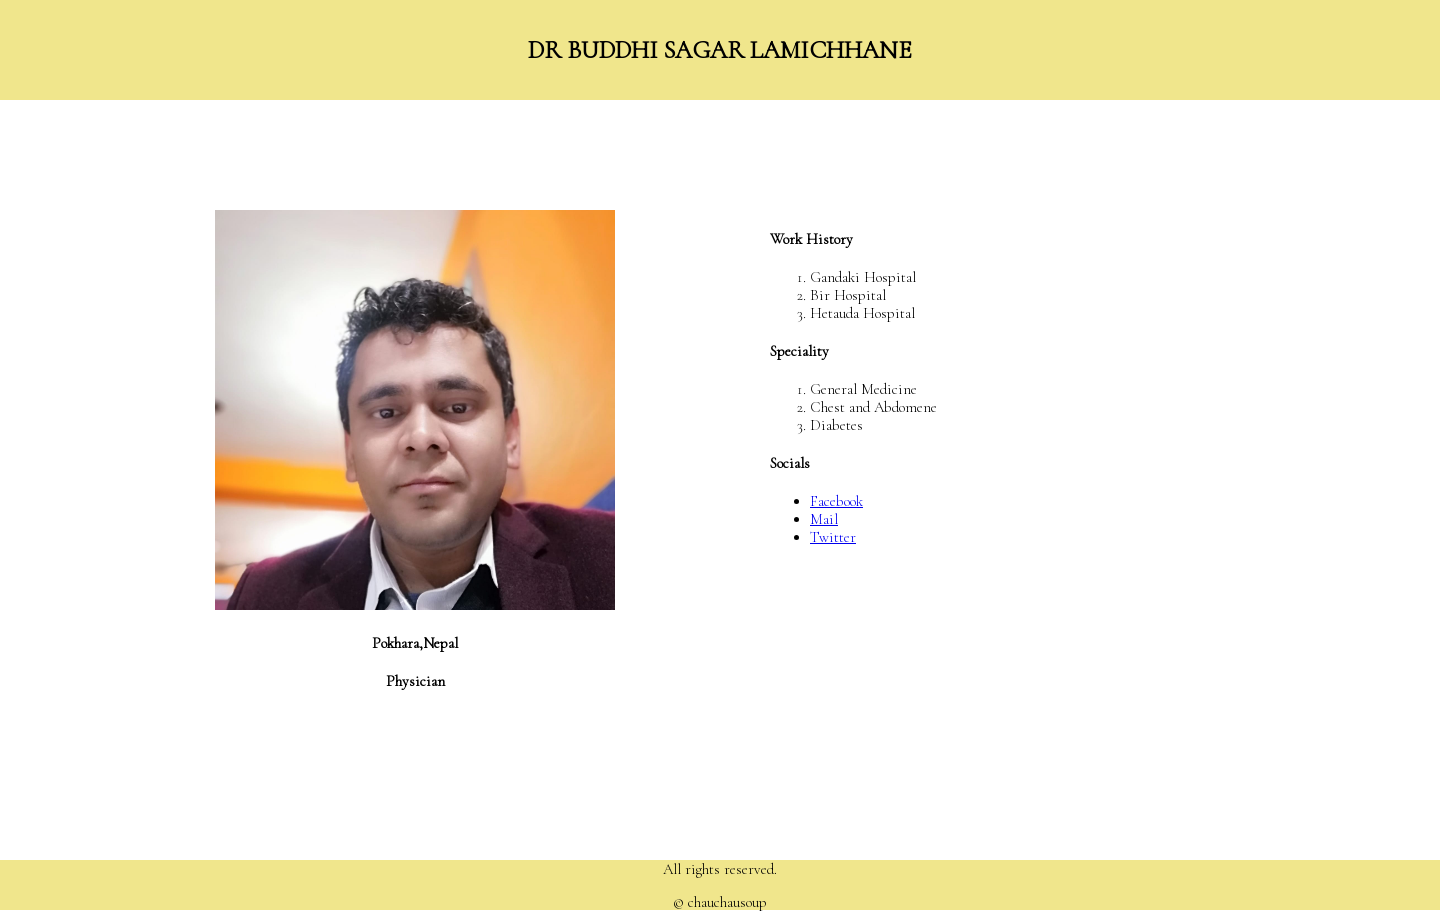 DR BUDDHI SAGAR LAMICHHANE
Work History
1. Gandaki Hospital
2. Bir Hospital
3. Hetauda Hospital
Speciality
1. General Medicine
2. Chest and Abdomene
3. Diabetes
Socials
Facebook
Mail
Twitter
Pokhara,Nepal
Physician
All rights reserved.
© chauchausoup